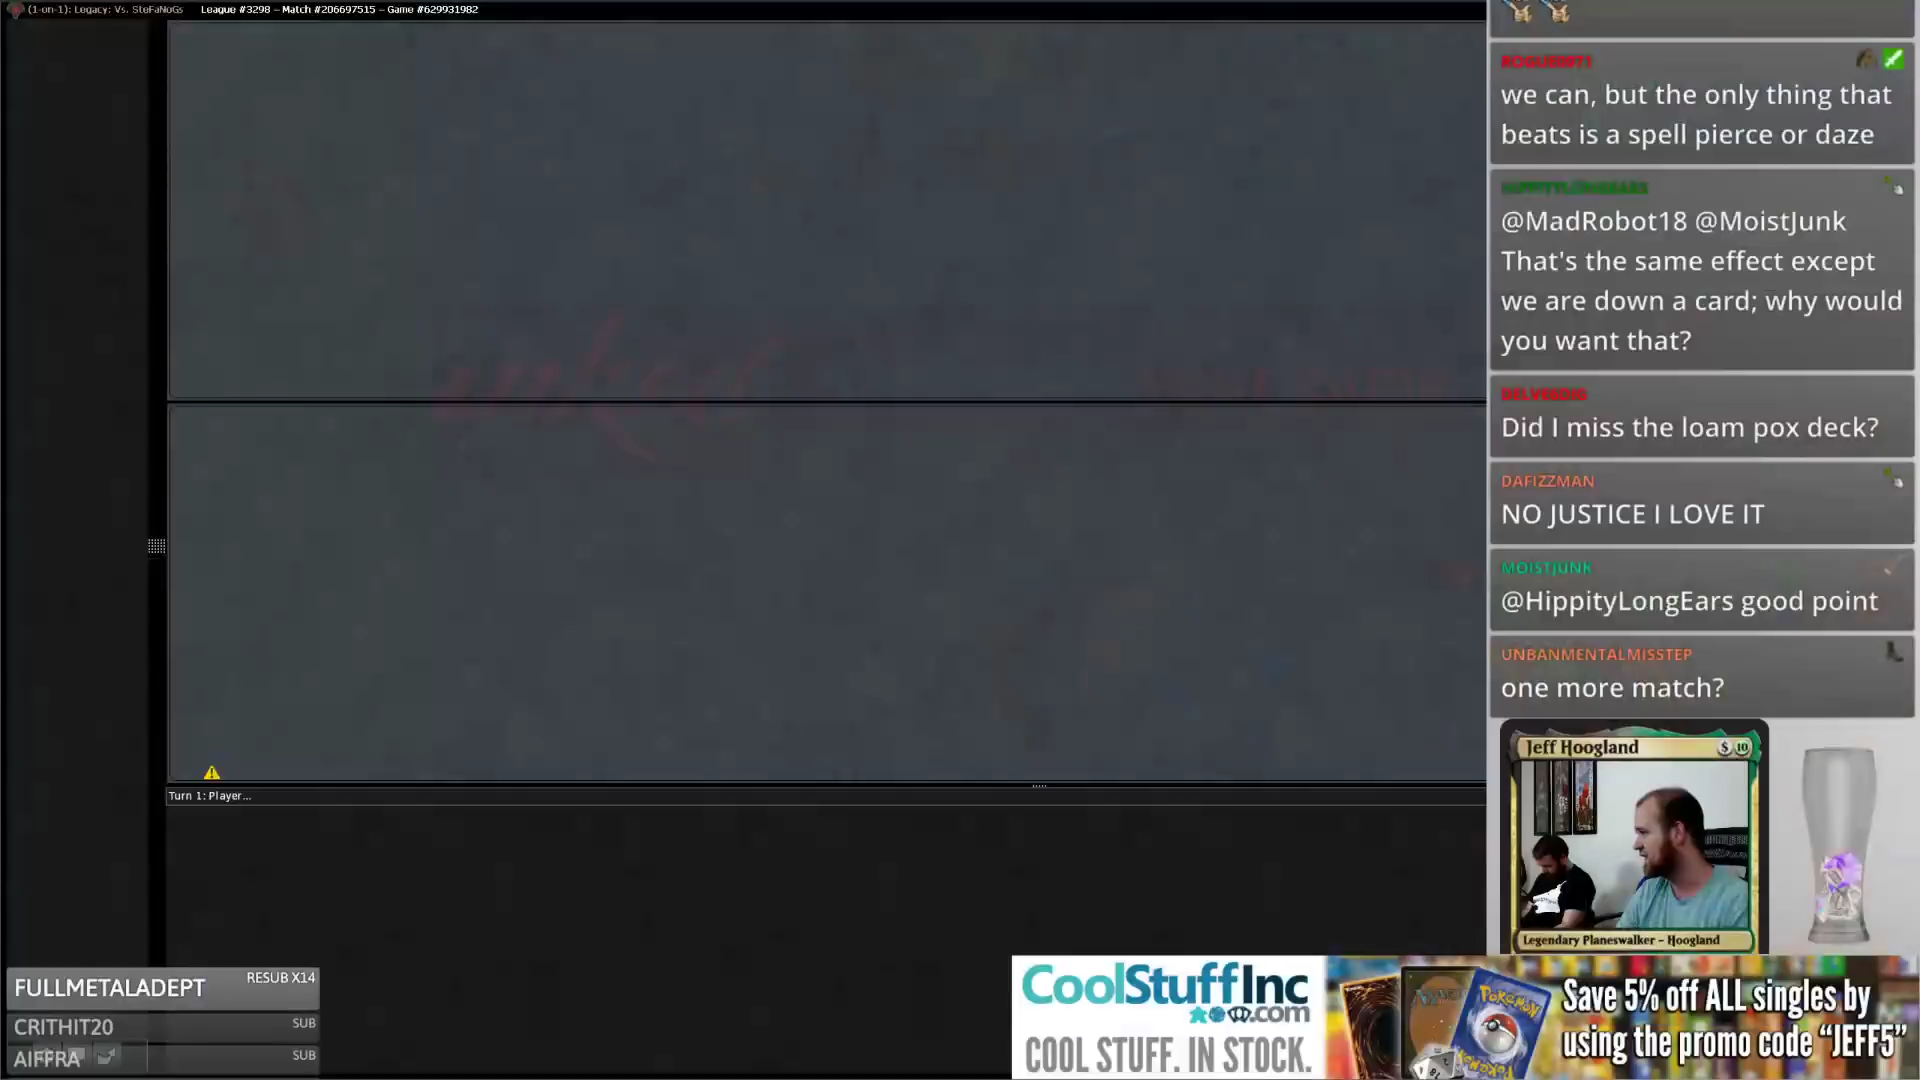 (1-on-1): Legacy: Vs. SteFaNoGs League #3298 – Match #206697515 – Game #629931982
we can, but the only thing that
beats is a spell pierce or daze
HIPPITYLONGEARS
@MadRobot18 @MoistJunk
That's the same effect except
we are down a card; why would
you want that?
Did I miss the loam pox deck?
DAFIZZMAN
NO JUSTICE I LOVE IT
MOISTJUNK
@HippityLongEars good point
UNBANMENTALMISSTEP
one more match?
Turn 1: Player...
Jeff Hoogland $ 10
Legendary Planeswalker – Hoogland
FULLMETALADEPT RESUB X14
CRITHIT20 SUB
AIFFRA SUB
CoolStuffInc
.com
COOL STUFF. IN STOCK.
POKéMON
Save 5% off ALL singles by
using the promo code "JEFF5"